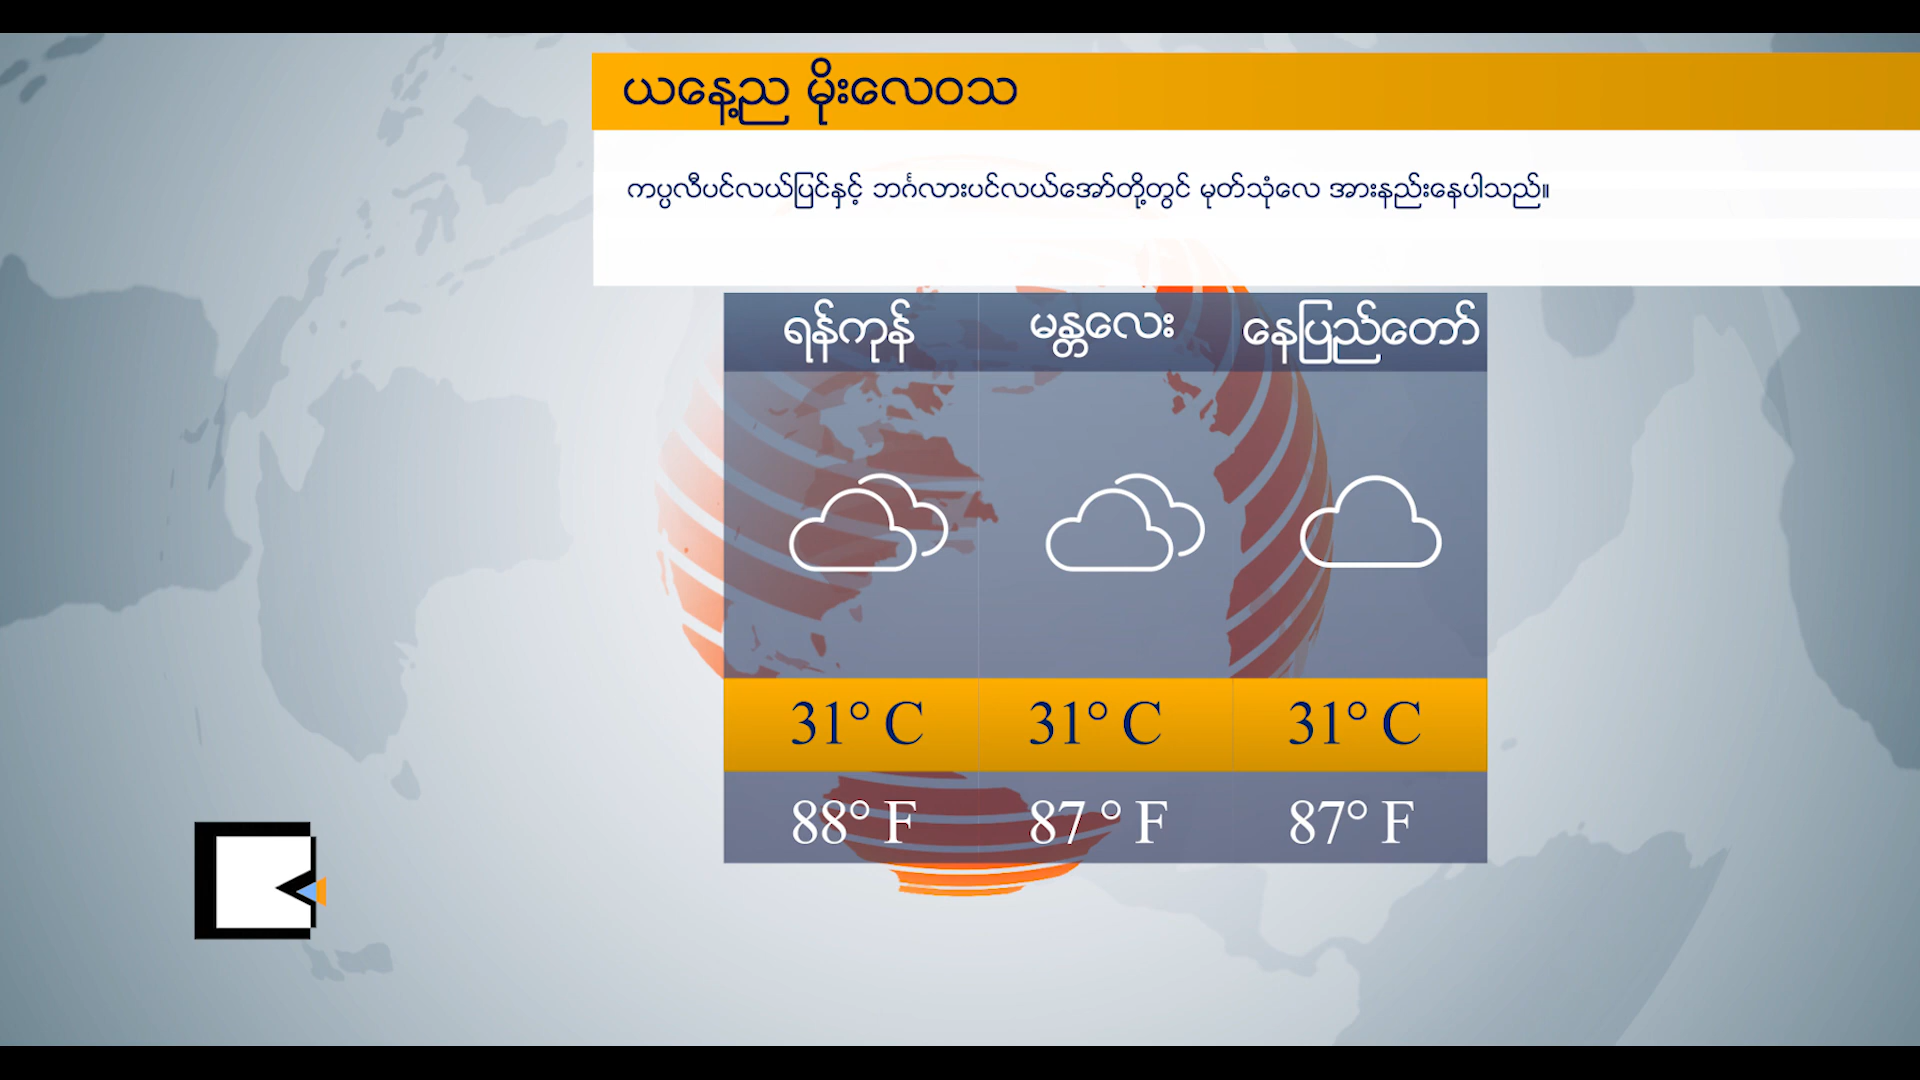 ယနေ့ည မိုးလေဝသ
ကပ္ပလီပင်လယ်ပြင်နှင့် ဘင်္ဂလားပင်လယ်အော်တို့တွင် မုတ်သုံလေ အားနည်းနေပါသည်။
ရန်ကုန် မန္တလေး နေပြည်တော်
31° C 31° C 31° C
88° F 87 ° F 87° F